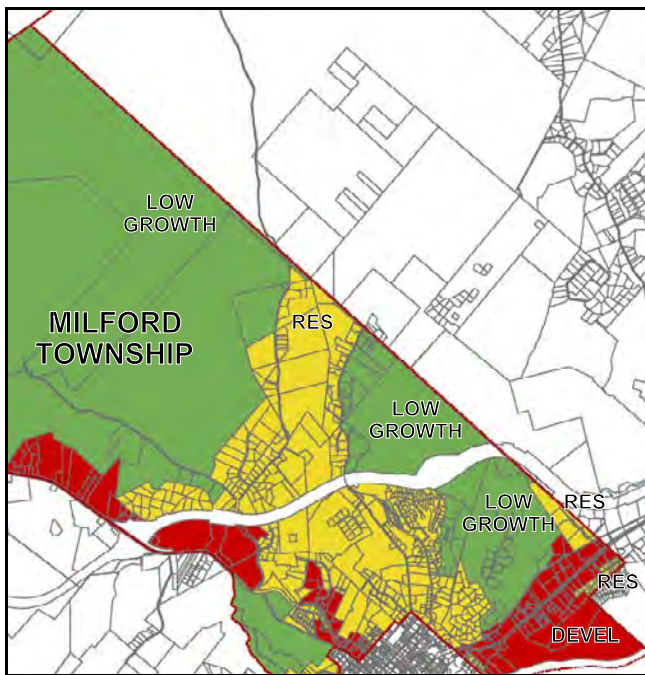 LOW
GROWTH
MILFORD
TOWNSHIP
RES
LOW
GROWTH
LOW
GROWTH
RES
RES
DEVEL